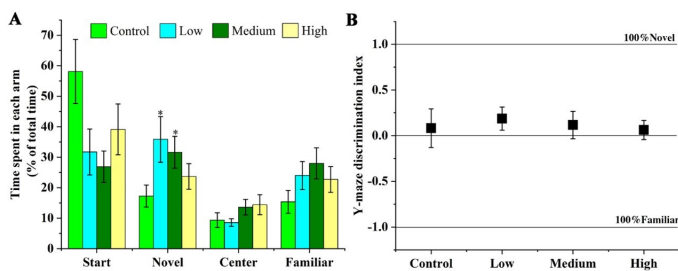 A
Control Low Medium High
Time spent in each arm
(% of total time)
70
60
50
40
30
20
10
0
* *
Start Novel Center Familiar
B
Y-maze discrimination index
1.0
0.5
0.0
-0.5
-1.0
100%Novel
100%Familiar
Control Low Medium High